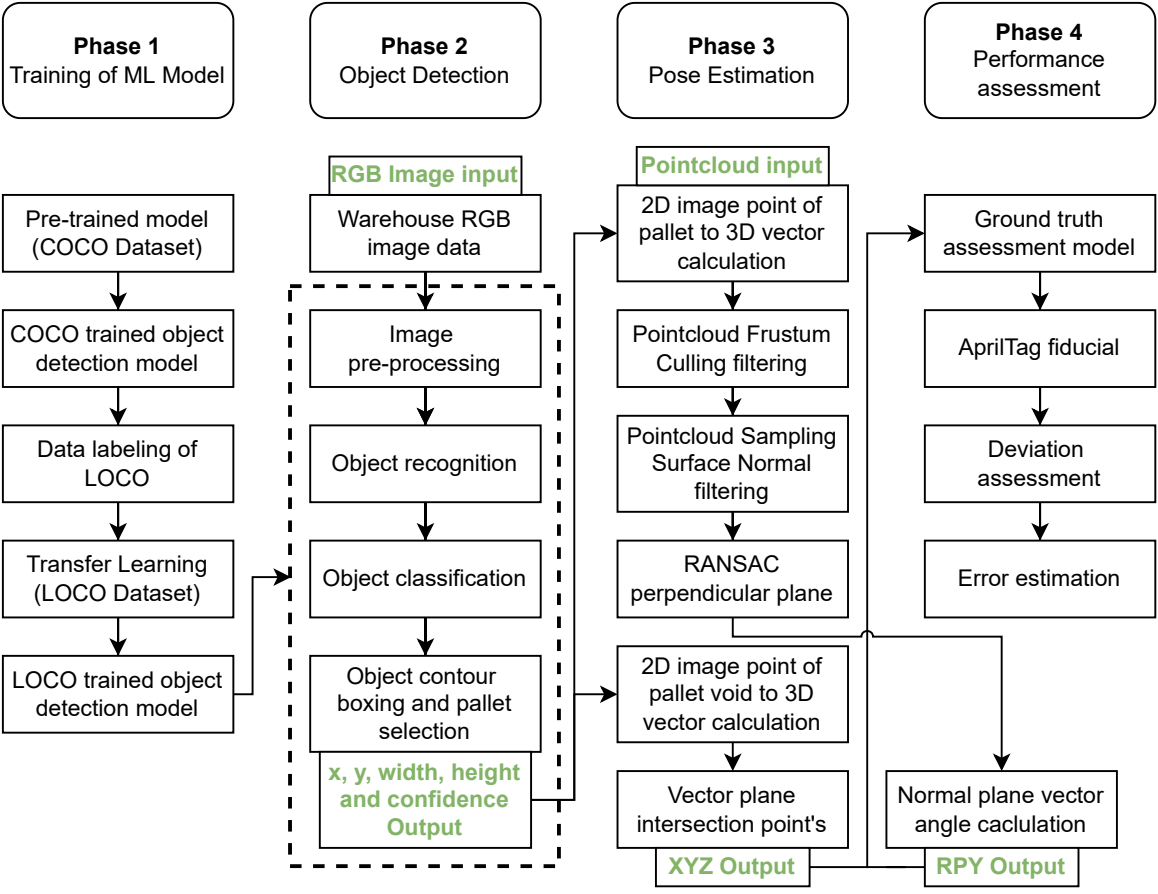 Phase 1
Training of ML Model
Phase 2
Object Detection
Phase 3
Pose Estimation
Phase 4
Performance
assessment
Pre-trained model
(COCO Dataset)
COCO trained object
detection model
Data labeling of
LOCO
Transfer Learning
(LOCO Dataset)
LOCO trained object
detection model
RGB Image input
Warehouse RGB
image data
Image
pre-processing
Object recognition
Object classification
Object contour
boxing and pallet
selection
x, y, width, height
and confidence
Output
Pointcloud input
2D image point of
pallet to 3D vector
calculation
Pointcloud Frustum
Culling filtering
Pointcloud Sampling
Surface Normal
filtering
RANSAC
perpendicular plane
2D image point of
pallet void to 3D
vector calculation
Vector plane
intersection point's
XYZ Output
Ground truth
assessment model
AprilTag fiducial
Deviation
assessment
Error estimation
Normal plane vector
angle caclulation
RPY Output